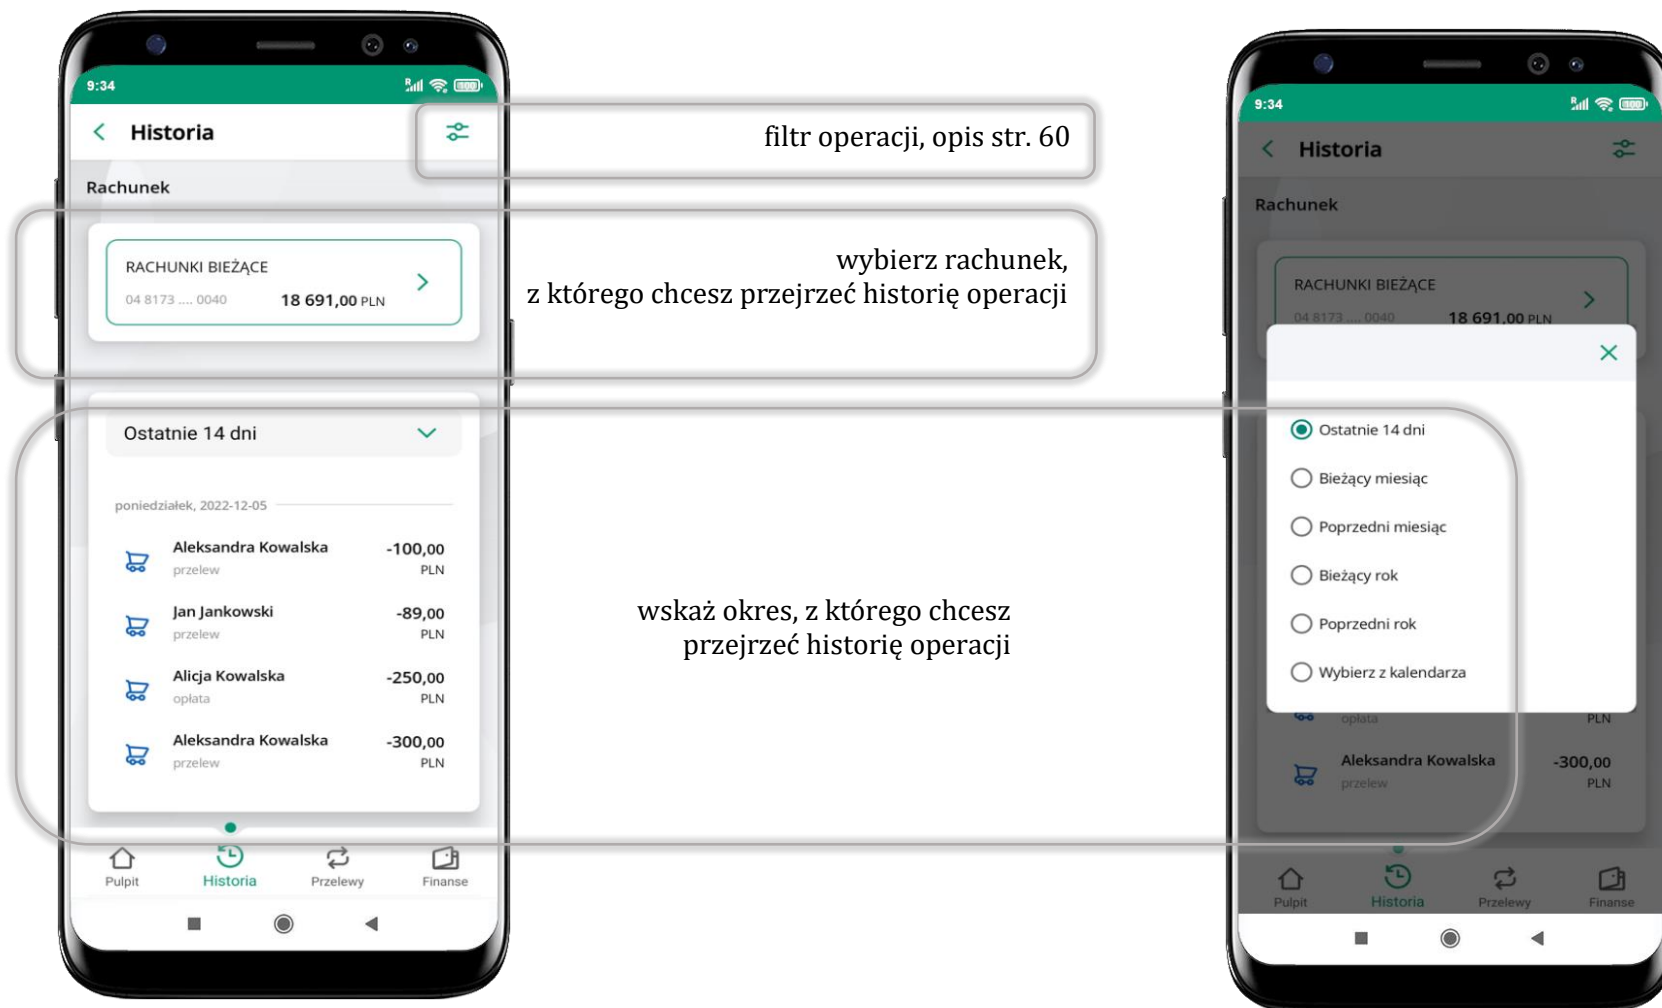 9:34
Historia
Rachunek
RACHUNKI BIEŻĄCE
04 8173 .... 0040 18 691,00 PLN
Ostatnie 14 dni
poniedziałek, 2022-12-05
Aleksandra Kowalska -100,00
przelew PLN
Jan Jankowski -89,00
przelew PLN
Alicja Kowalska -250,00
opłata PLN
Aleksandra Kowalska -300,00
przelew PLN
Pulpit Historia Przelewy Finanse
filtr operacji, opis str. 60
wybierz rachunek,
z którego chcesz przejrzeć historię operacji
wskaż okres, z którego chcesz
przejrzeć historię operacji
9:34
Historia
Rachunek
RACHUNKI BIEŻĄCE
04 8173 .... 0040 18 691,00 PLN
Ostatnie 14 dni
Bieżący miesiąc
Poprzedni miesiąc
Bieżący rok
Poprzedni rok
Wybierz z kalendarza
opłata PLN
Aleksandra Kowalska -300,00
przelew PLN
Pulpit Historia Przelewy Finanse